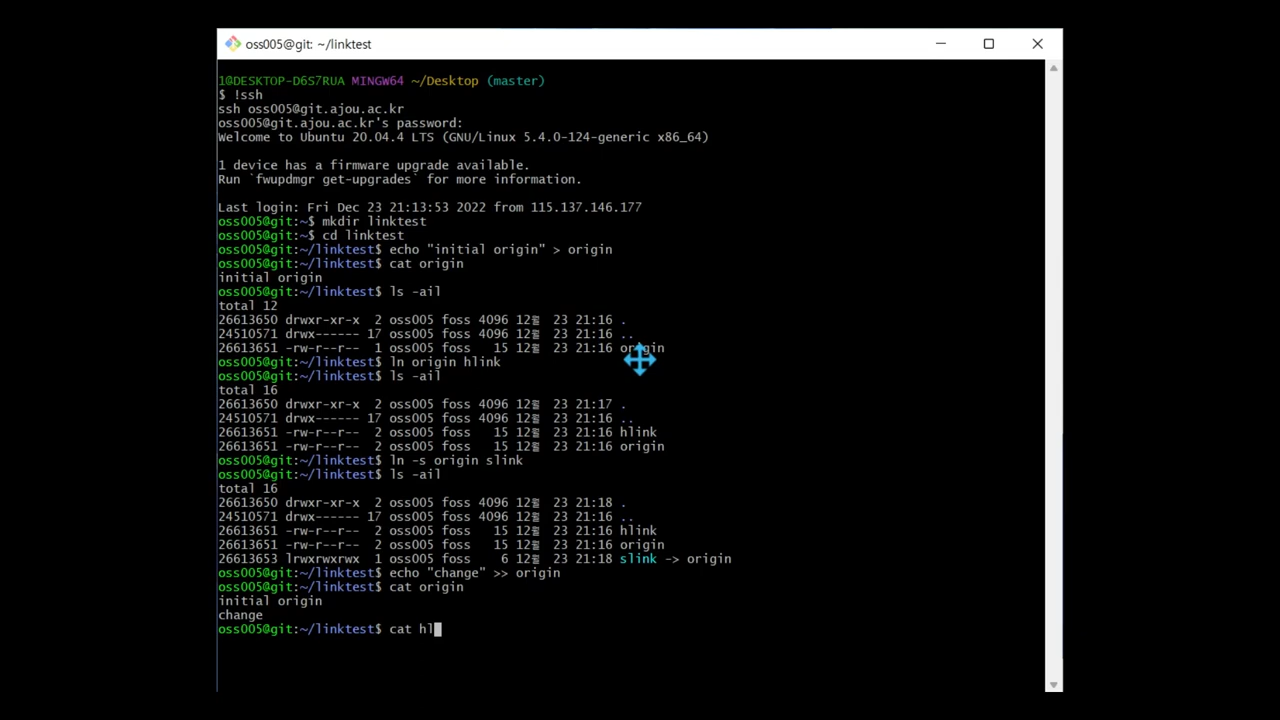 oss005@git: ~/linktest
1@DESKTOP-D6S7RUA MINGW64 ~/Desktop (master)
$ !ssh
ssh oss005@git.ajou.ac.kr
oss005@git.ajou.ac.kr's password:
Welcome to Ubuntu 20.04.4 LTS (GNU/Linux 5.4.0-124-generic x86_64)
1 device has a firmware upgrade available.
Run `fwupdmgr get-upgrades` for more information.
Last login: Fri Dec 23 21:13:53 2022 from 115.137.146.177
oss005@git:~$ mkdir linktest
oss005@git:~$ cd linktest
oss005@git:~/linktest$ echo "initial origin" > origin
oss005@git:~/linktest$ cat origin
initial origin
oss005@git:~/linktest$ ls -ail
total 12
26613650 drwxr-xr-x  2 oss005 foss 4096 12월  23 21:16 .
24510571 drwx------ 17 oss005 foss 4096 12월  23 21:16 ..
26613651 -rw-r--r--  1 oss005 foss   15 12월  23 21:16 origin
oss005@git:~/linktest$ ln origin hlink
oss005@git:~/linktest$ ls -ail
total 16
26613650 drwxr-xr-x  2 oss005 foss 4096 12월  23 21:17 .
24510571 drwx------ 17 oss005 foss 4096 12월  23 21:16 ..
26613651 -rw-r--r--  2 oss005 foss   15 12월  23 21:16 hlink
26613651 -rw-r--r--  2 oss005 foss   15 12월  23 21:16 origin
oss005@git:~/linktest$ ln -s origin slink
oss005@git:~/linktest$ ls -ail
total 16
26613650 drwxr-xr-x  2 oss005 foss 4096 12월  23 21:18 .
24510571 drwx------ 17 oss005 foss 4096 12월  23 21:16 ..
26613651 -rw-r--r--  2 oss005 foss   15 12월  23 21:16 hlink
26613651 -rw-r--r--  2 oss005 foss   15 12월  23 21:16 origin
26613653 lrwxrwxrwx  1 oss005 foss    6 12월  23 21:18 slink -> origin
oss005@git:~/linktest$ echo "change" >> origin
oss005@git:~/linktest$ cat origin
initial origin
change
oss005@git:~/linktest$ cat hl